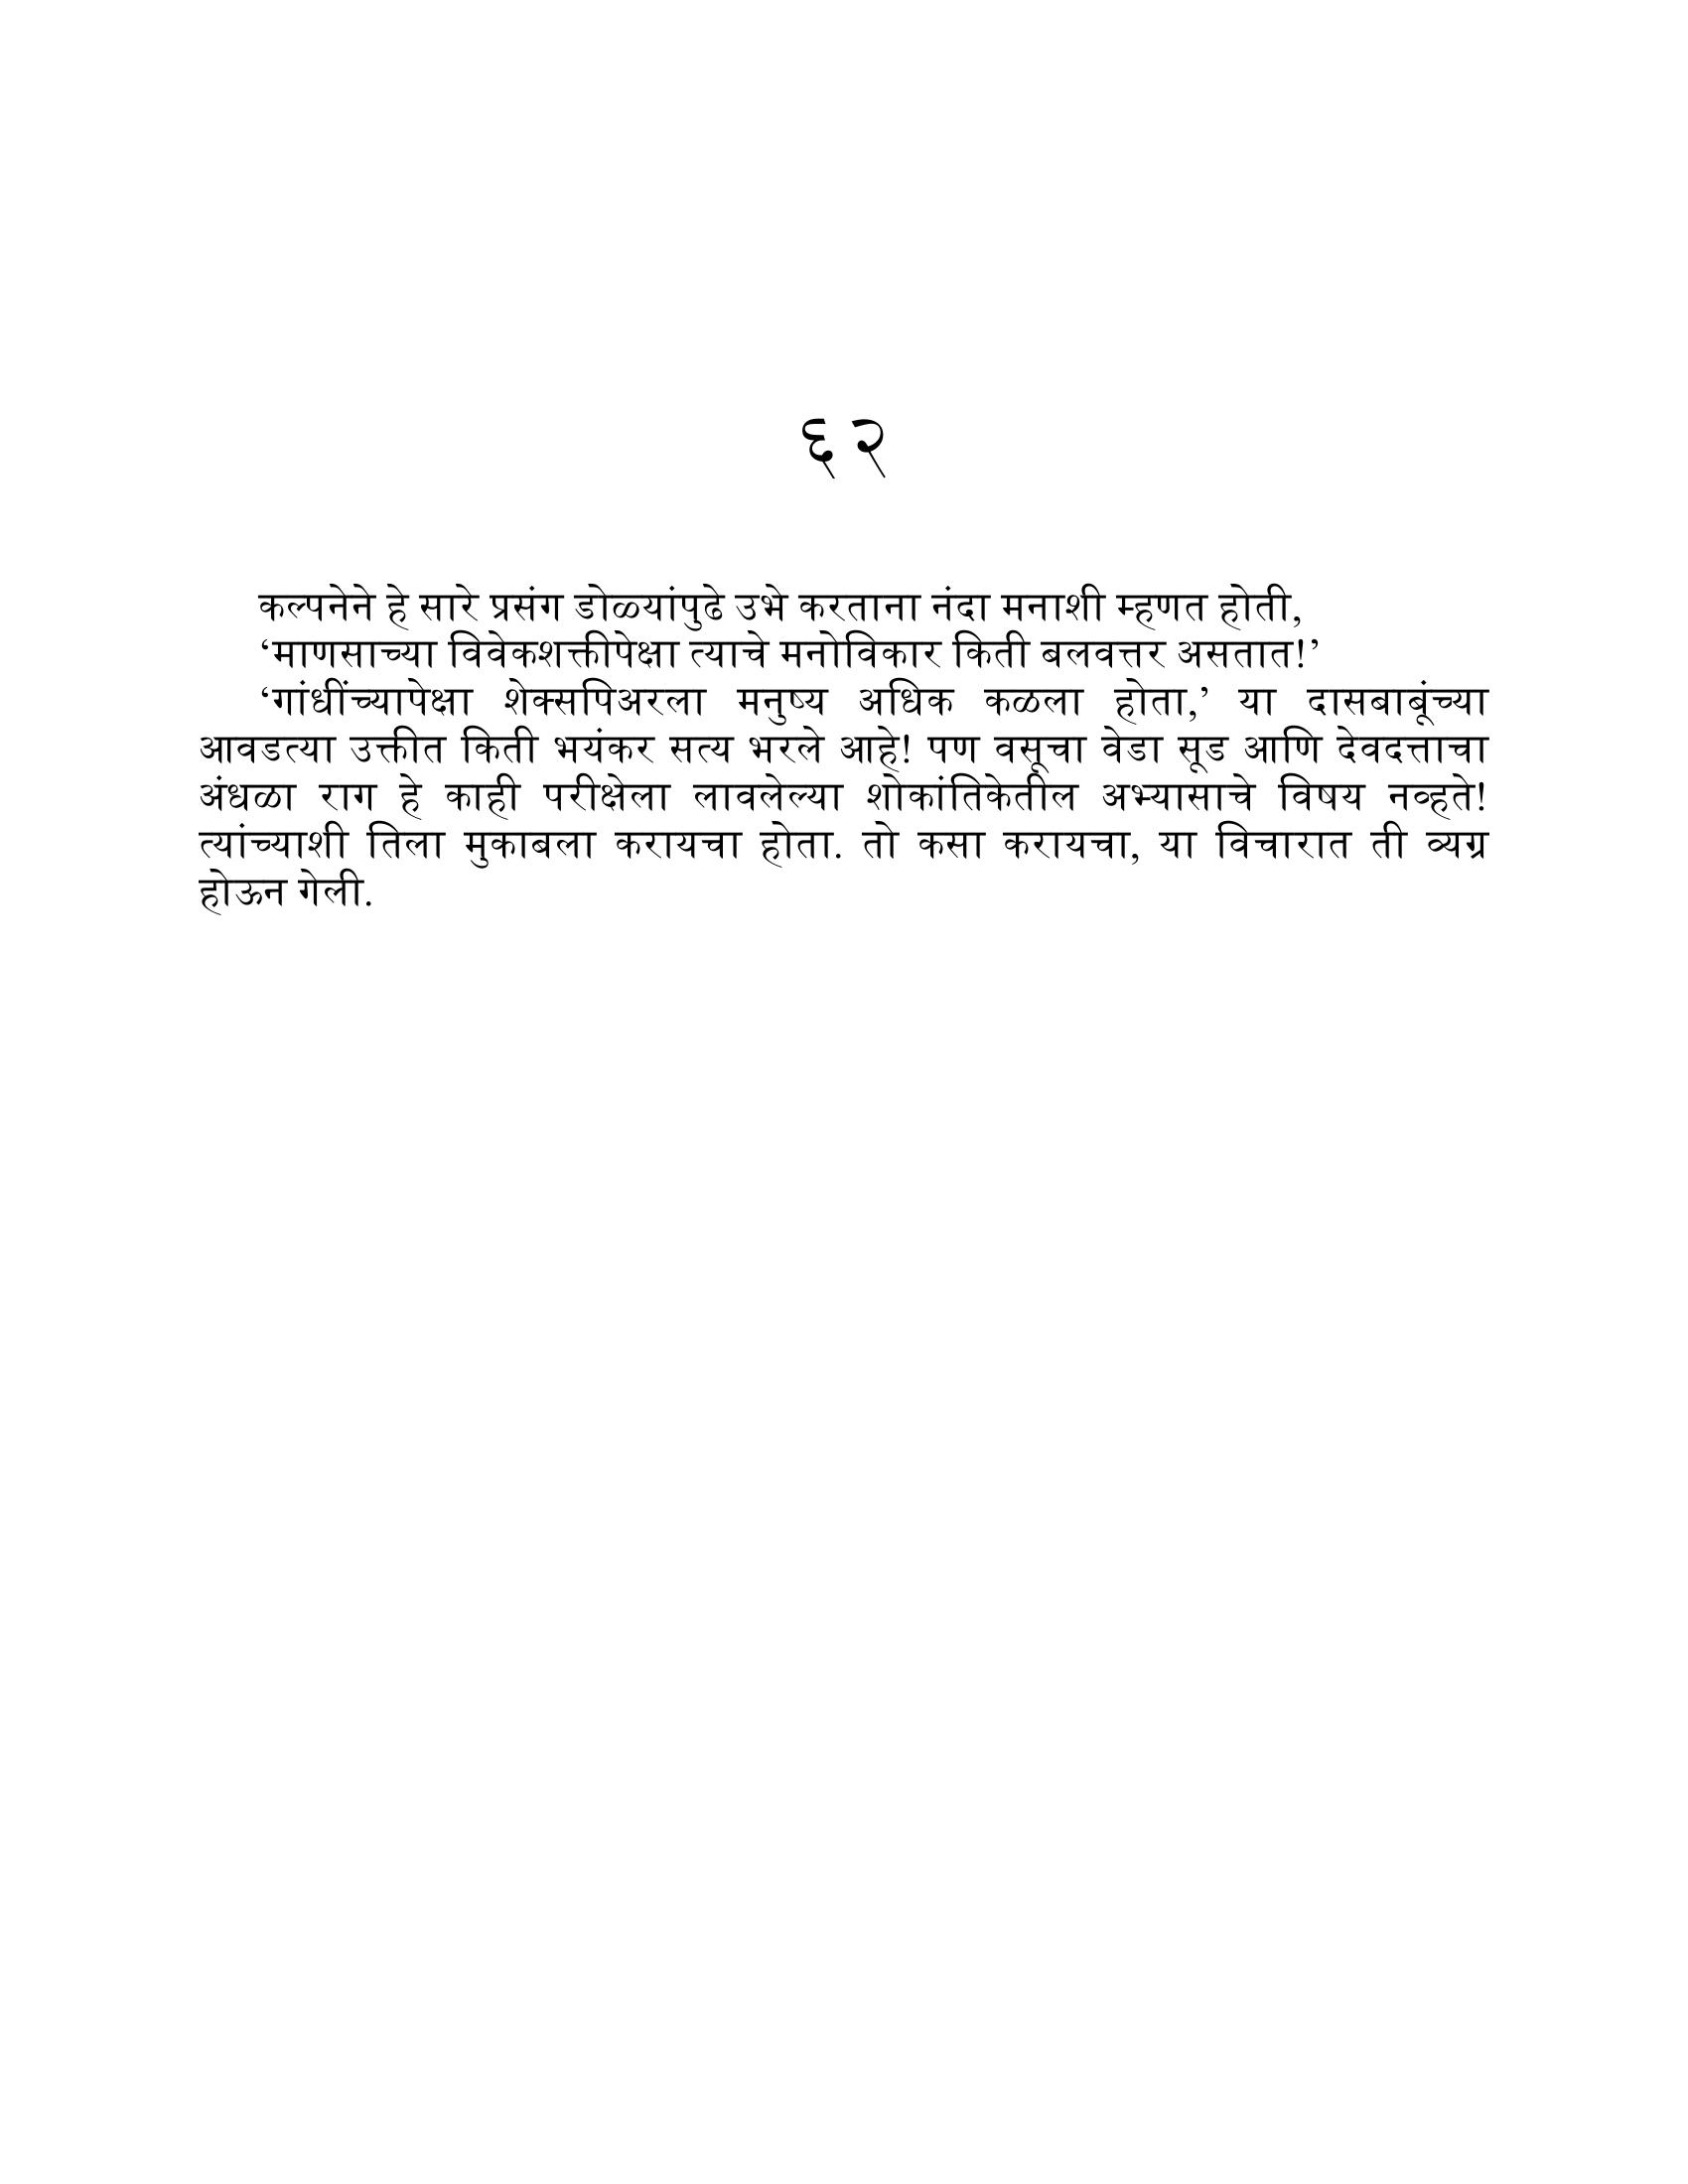 ६२
कल्पनेने हे सारे प्रसंग डोळ्यांपुढे उभे करताना नंदा मनाशी म्हणत होती,
‘माणसाच्या विवेकशक्तीपेक्षा त्याचे मनोविकार किती बलवत्तर असतात!’
‘गांधींच्यापेक्षा शेक्सपिअरला मनुष्य अधिक कळला होता,’ या दासबाबूंच्या
आवडत्या उक्तीत किती भयंकर सत्य भरले आहे! पण वसूचा वेडा सूड आणि देवदत्ताचा
अंधळा राग हे काही परीक्षेला लावलेल्या शोकांतिकेतील अभ्यासाचे विषय नव्हते!
त्यांच्याशी तिला मुकाबला करायचा होता. तो कसा करायचा, या विचारात ती व्यग्र
होऊन गेली.